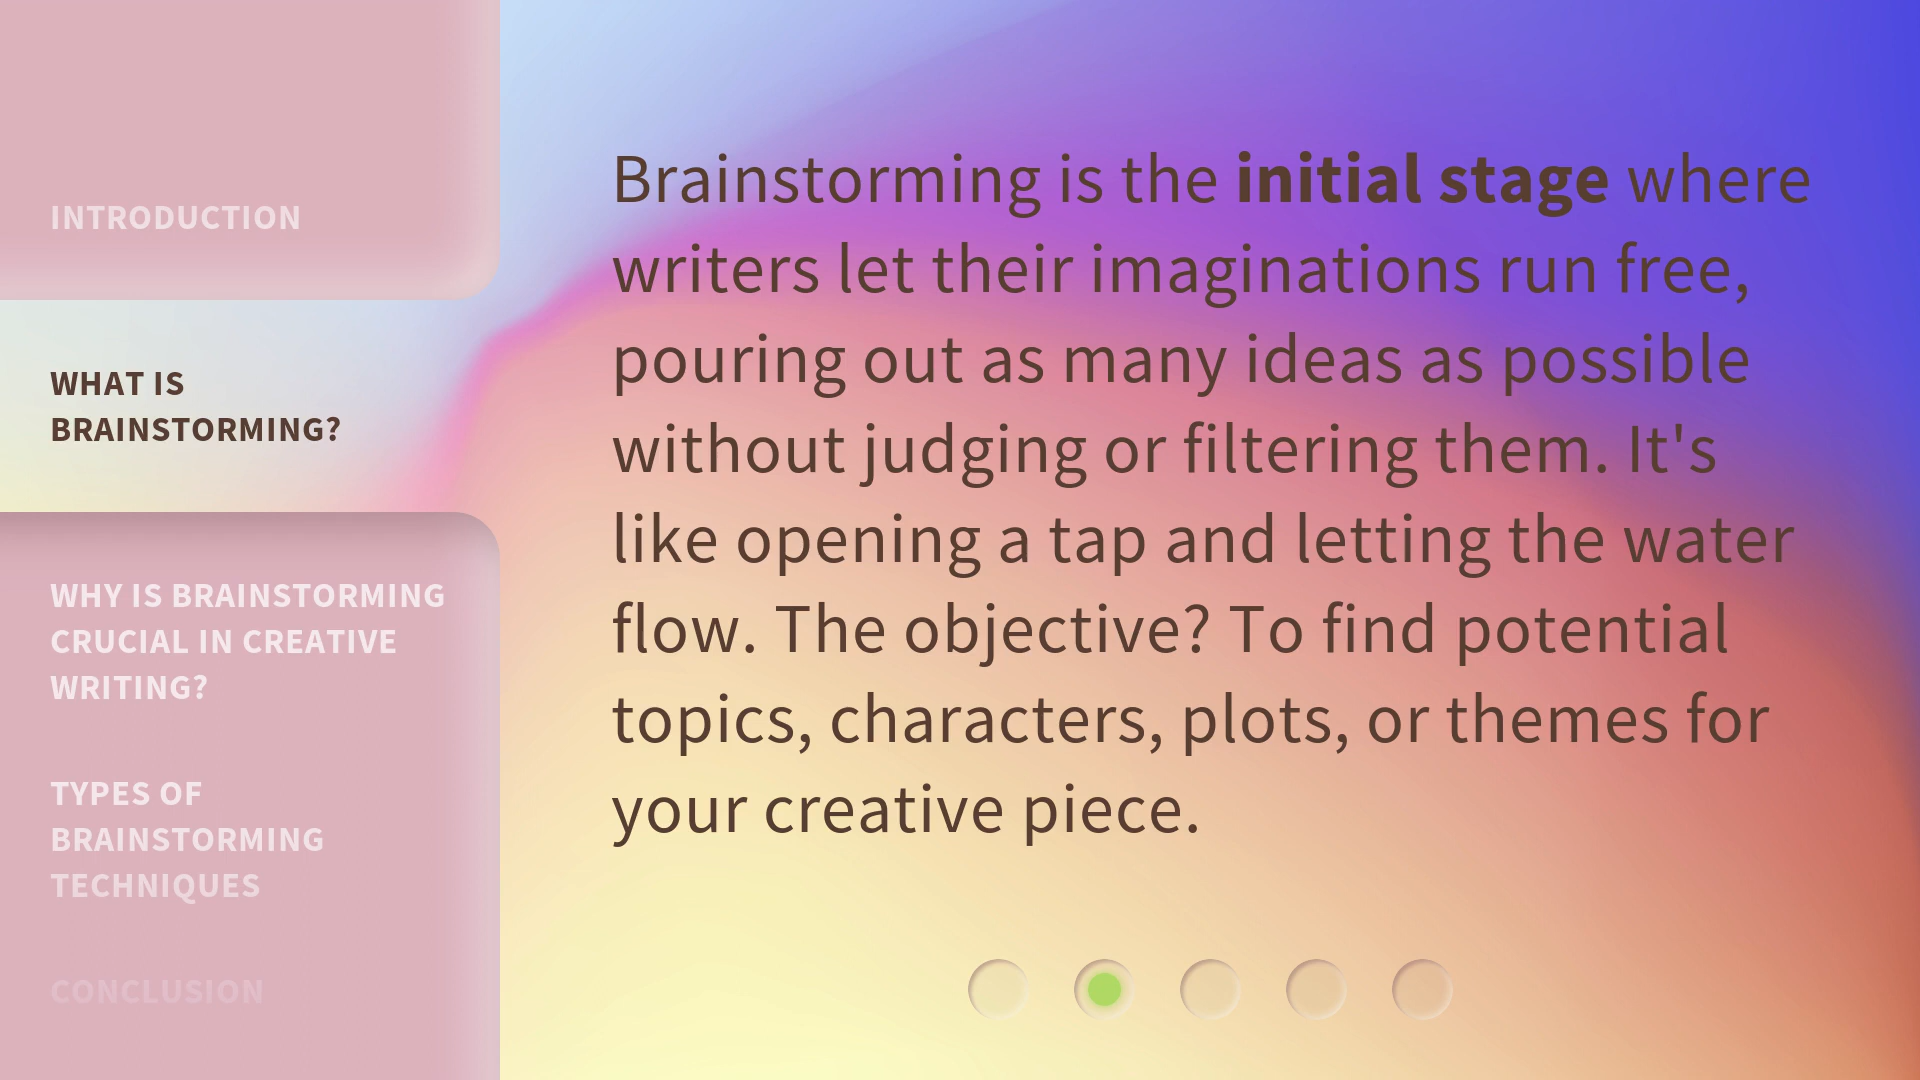 INTRODUCTION
WHAT IS
BRAINSTORMING?
WHY IS BRAINSTORMING
CRUCIAL IN CREATIVE
WRITING?
TYPES OF
BRAINSTORMING
TECHNIQUES
CONCLUSION
Brainstorming is the initial stage where
writers let their imaginations run free,
pouring out as many ideas as possible
without judging or filtering them. It's
like opening a tap and letting the water
flow. The objective? To find potential
topics, characters, plots, or themes for
your creative piece.